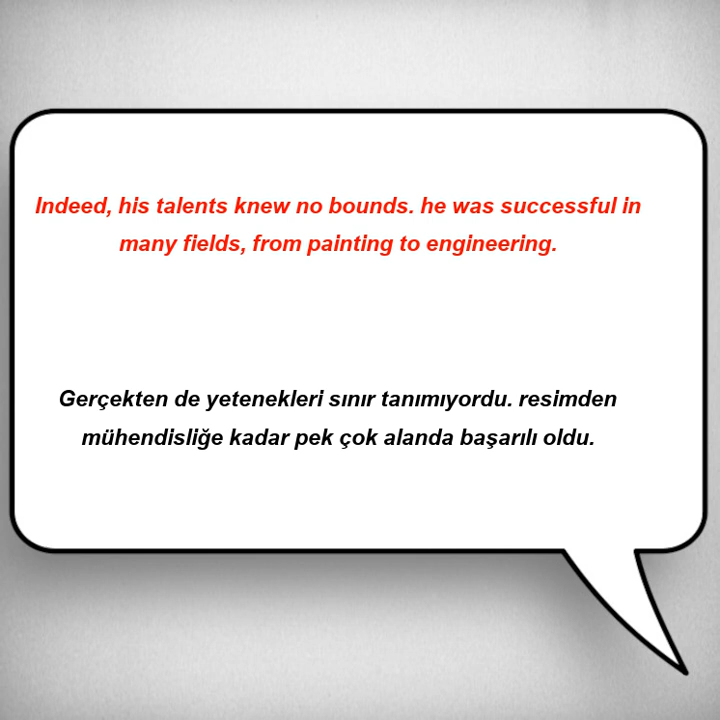 Indeed, his talents knew no bounds. he was successful in
many fields, from painting to engineering.
Gerçekten de yetenekleri sınır tanımıyordu. resimden
mühendisliğe kadar pek çok alanda başarılı oldu.